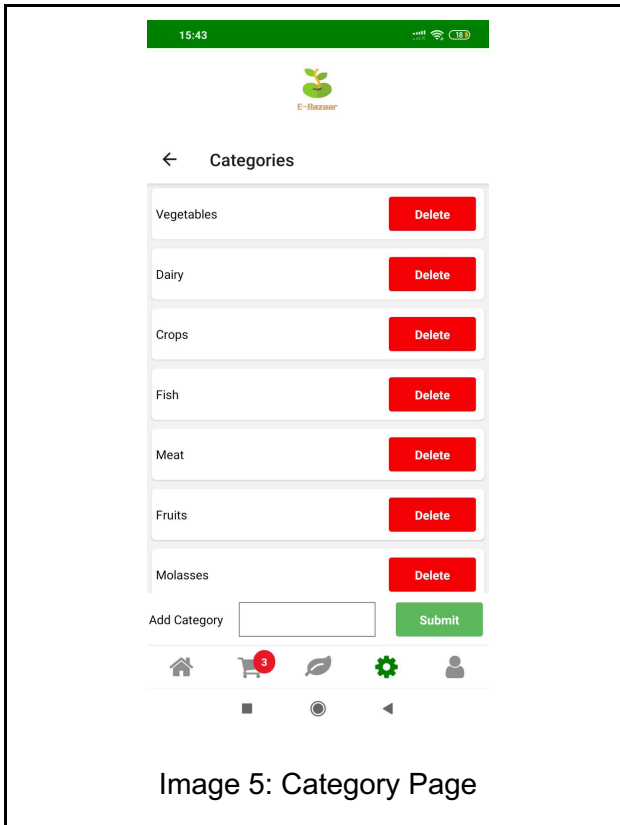 15:43
18
E-Bazaar
Categories
Vegetables Delete
Dairy Delete
Crops Delete
Fish Delete
Meat Delete
Fruits Delete
Molasses Delete
Add Category Submit
3
Image 5: Category Page